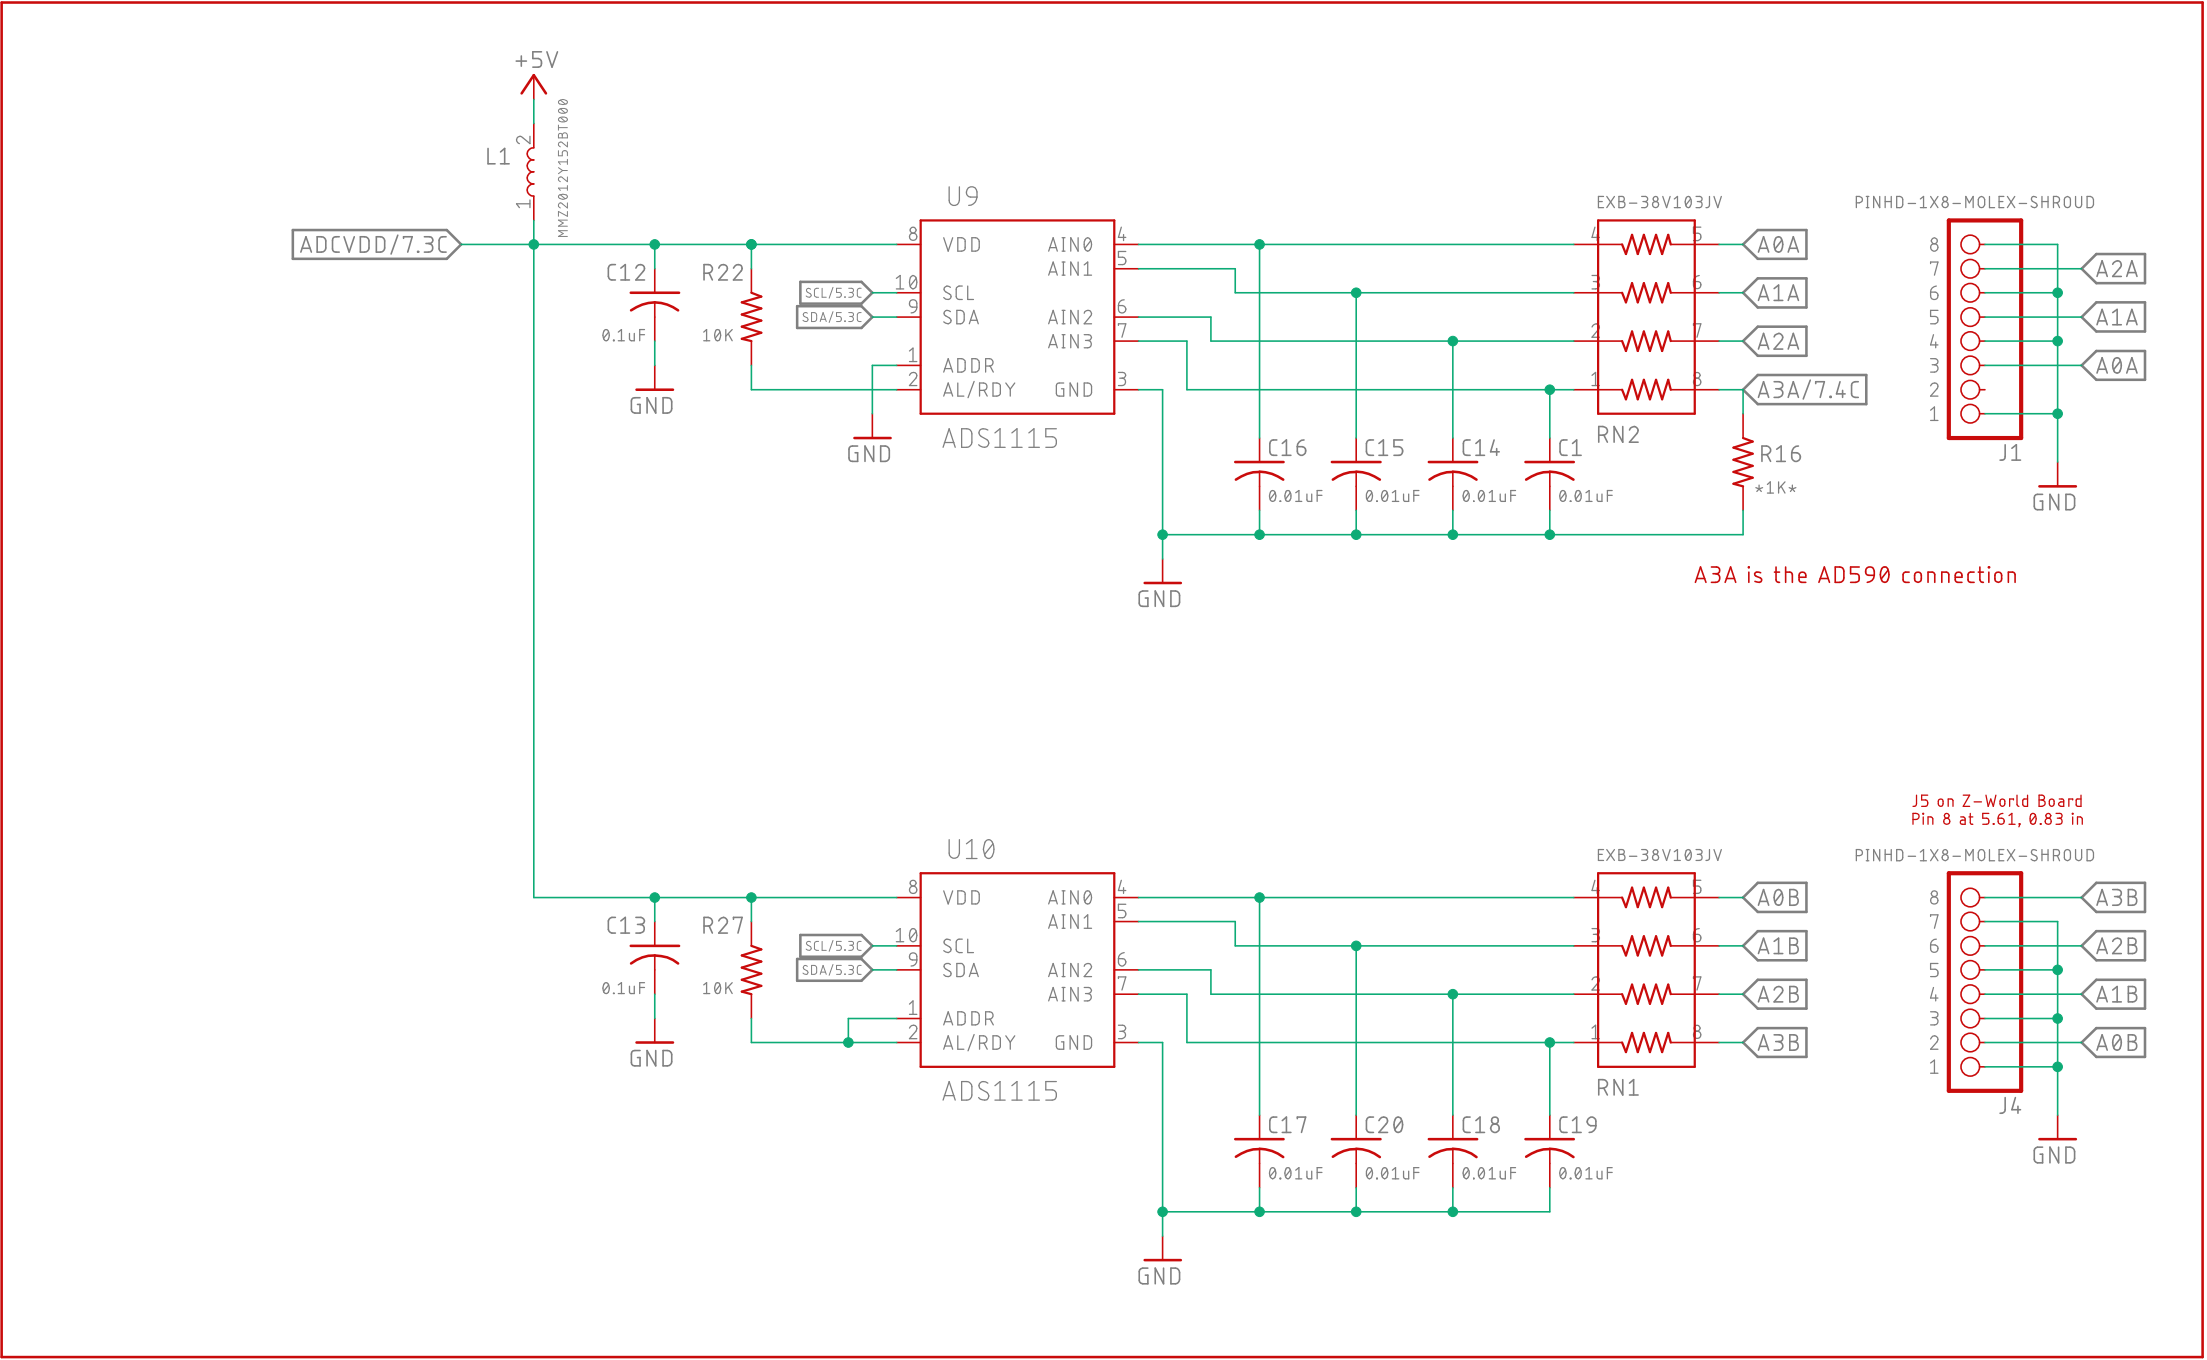 +5V
L1
2
1
MMZ2012Y152BT000
ADCVDD/7.3C
C12
0.1uF
GND
R22
10K
SCL/5.3C
SDA/5.3C
GND
U9
8 VDD
10 SCL
9 SDA
1 ADDR
2 AL/RDY
AIN0 4
AIN1 5
AIN2 6
AIN3 7
GND 3
ADS1115
C16
0.01uF
C15
0.01uF
C14
0.01uF
C1
0.01uF
GND
EXB-38V103JV
4 5
3 6
2 7
1 8
RN2
A0A
A1A
A2A
A3A/7.4C
R16
*1K*
A3A is the AD590 connection
PINHD-1X8-MOLEX-SHROUD
8
7 A2A
6
5 A1A
4
3 A0A
2
1
J1
GND
C13
0.1uF
GND
R27
10K
SCL/5.3C
SDA/5.3C
U10
8 VDD
10 SCL
9 SDA
1 ADDR
2 AL/RDY
AIN0 4
AIN1 5
AIN2 6
AIN3 7
GND 3
ADS1115
C17
0.01uF
C20
0.01uF
C18
0.01uF
C19
0.01uF
GND
EXB-38V103JV
4 5
3 6
2 7
1 8
RN1
A0B
A1B
A2B
A3B
J5 on Z-World Board
Pin 8 at 5.61, 0.83 in
PINHD-1X8-MOLEX-SHROUD
8 A3B
7
6 A2B
5
4 A1B
3
2 A0B
1
J4
GND